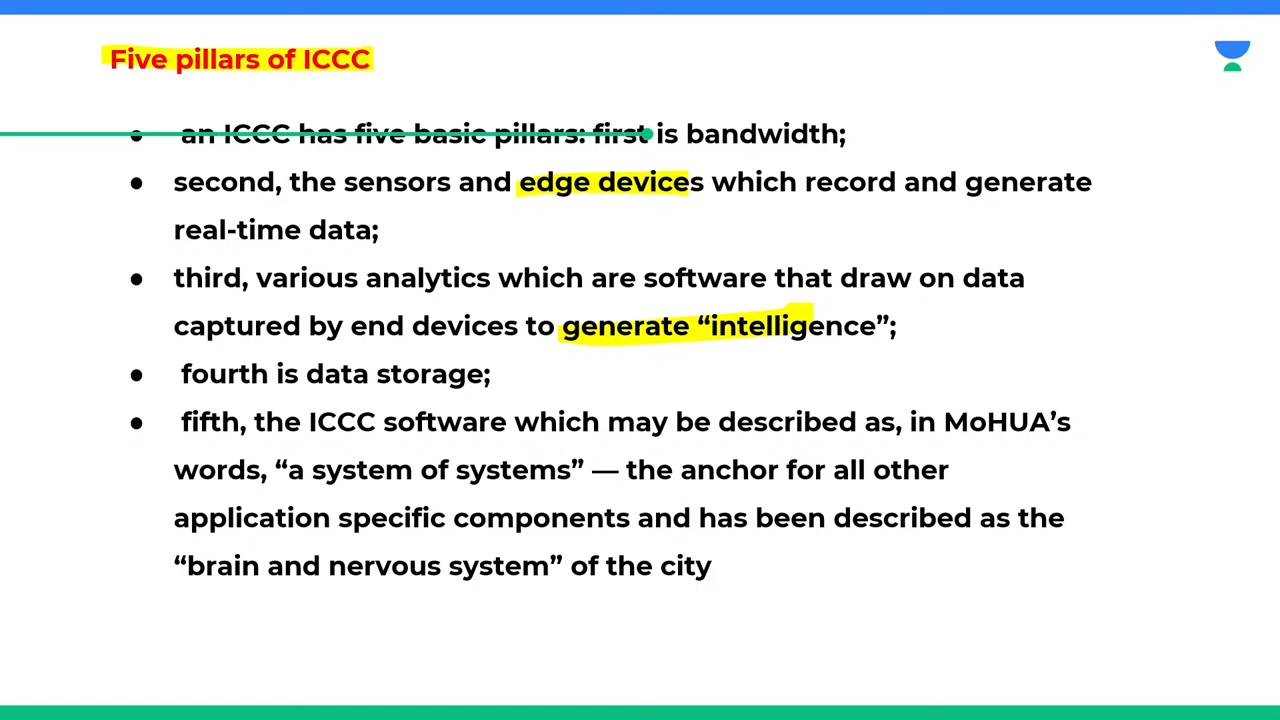 Five pillars of ICCC
● an ICCC has five basic pillars: first is bandwidth;
● second, the sensors and edge devices which record and generate
real-time data;
● third, various analytics which are software that draw on data
captured by end devices to generate “intelligence”;
● fourth is data storage;
● fifth, the ICCC software which may be described as, in MoHUA’s
words, “a system of systems” — the anchor for all other
application specific components and has been described as the
“brain and nervous system” of the city